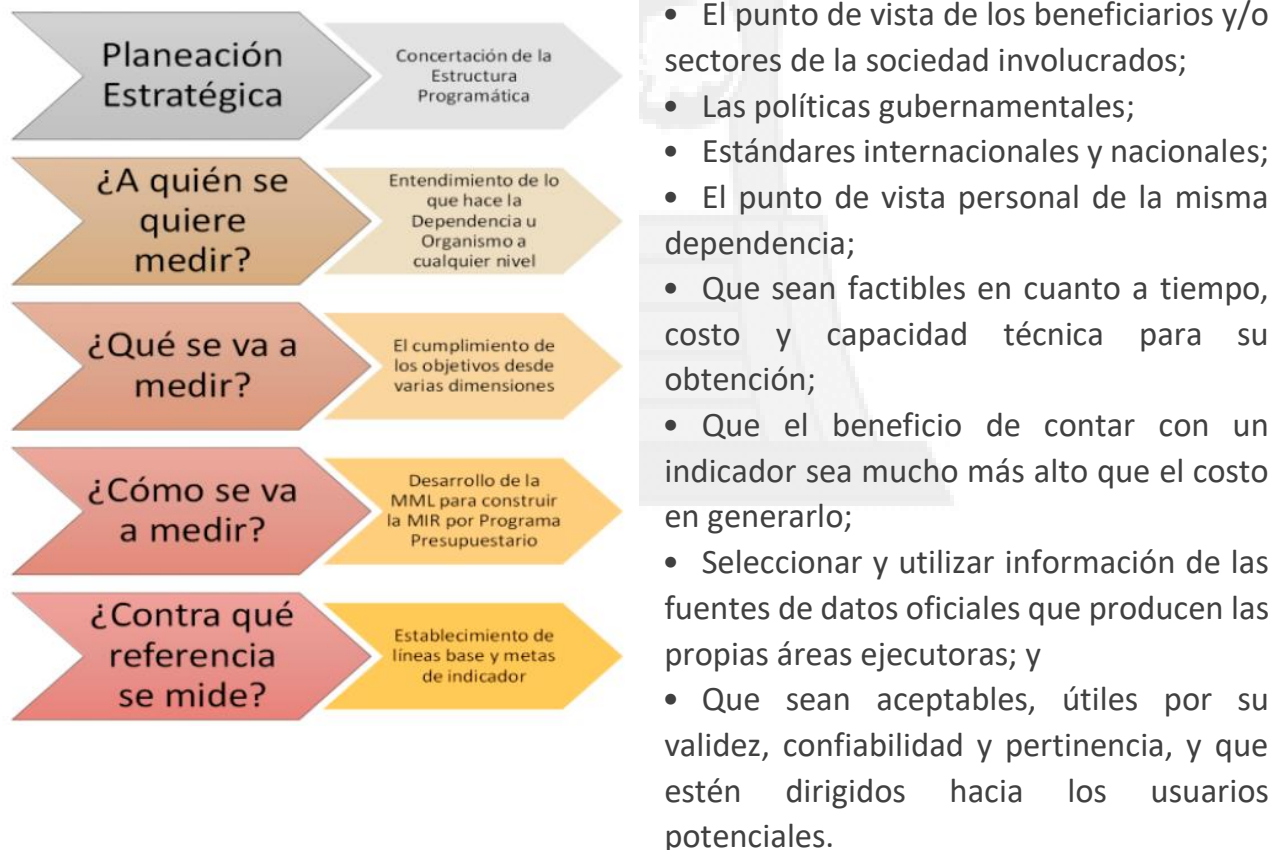 Planeación
Estratégica
Concertación de la
Estructura
Programática
¿A quién se
quiere
medir?
Entendimiento de lo
que hace la
Dependencia u
Organismo a
cualquier nivel
¿Qué se va a
medir?
El cumplimiento de
los objetivos desde
varias dimensiones
¿Cómo se va
a medir?
Desarrollo de la
MML para construir
la MIR por Programa
Presupuestario
¿Contra qué
referencia
se mide?
Establecimiento de
líneas base y metas
de indicador
• El punto de vista de los beneficiarios y/o
sectores de la sociedad involucrados;
• Las políticas gubernamentales;
• Estándares internacionales y nacionales;
• El punto de vista personal de la misma
dependencia;
• Que sean factibles en cuanto a tiempo,
costo y capacidad técnica para su
obtención;
• Que el beneficio de contar con un
indicador sea mucho más alto que el costo
en generarlo;
• Seleccionar y utilizar información de las
fuentes de datos oficiales que producen las
propias áreas ejecutoras; y
• Que sean aceptables, útiles por su
validez, confiabilidad y pertinencia, y que
estén dirigidos hacia los usuarios
potenciales.